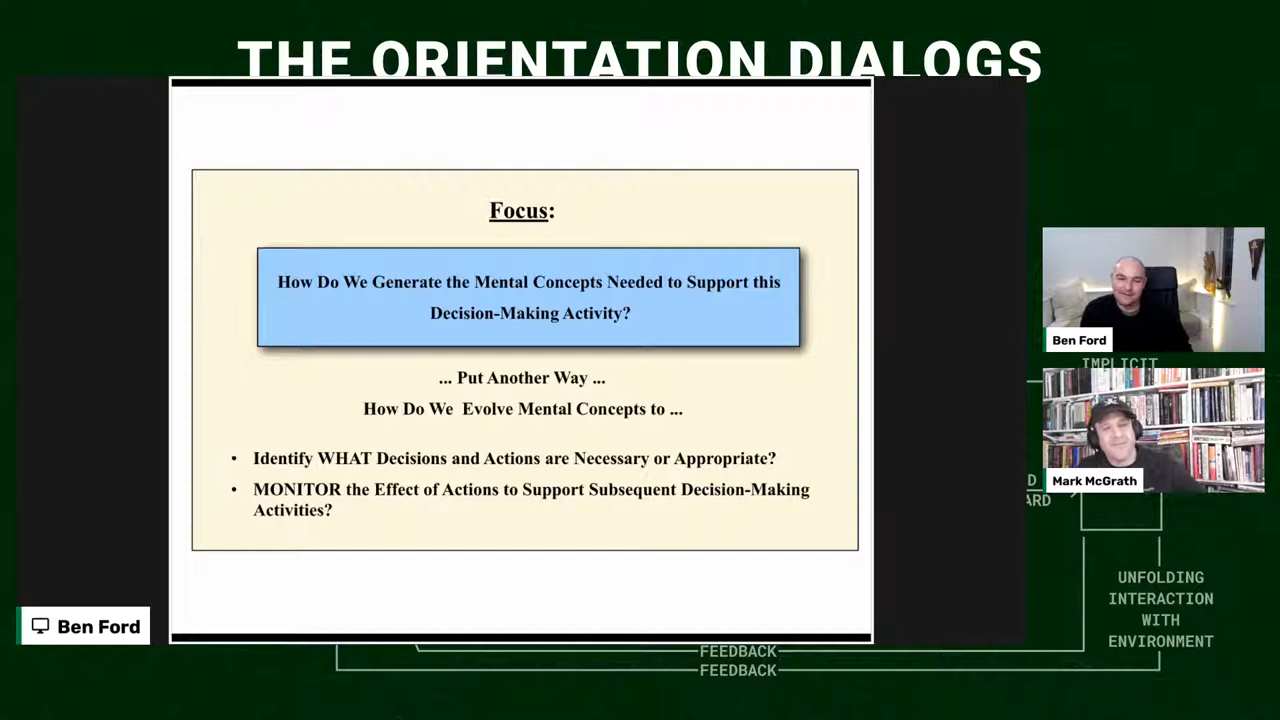 THE ORIENTATION DIALOGS
Focus:
How Do We Generate the Mental Concepts Needed to Support this
Decision-Making Activity?
... Put Another Way ...
How Do We Evolve Mental Concepts to ...
• Identify WHAT Decisions and Actions are Necessary or Appropriate?
• MONITOR the Effect of Actions to Support Subsequent Decision-Making
Activities?
Ben Ford
IMPLICIT
Mark McGrath
D
ARD
UNFOLDING
INTERACTION
WITH
ENVIRONMENT
Ben Ford
FEEDBACK
FEEDBACK